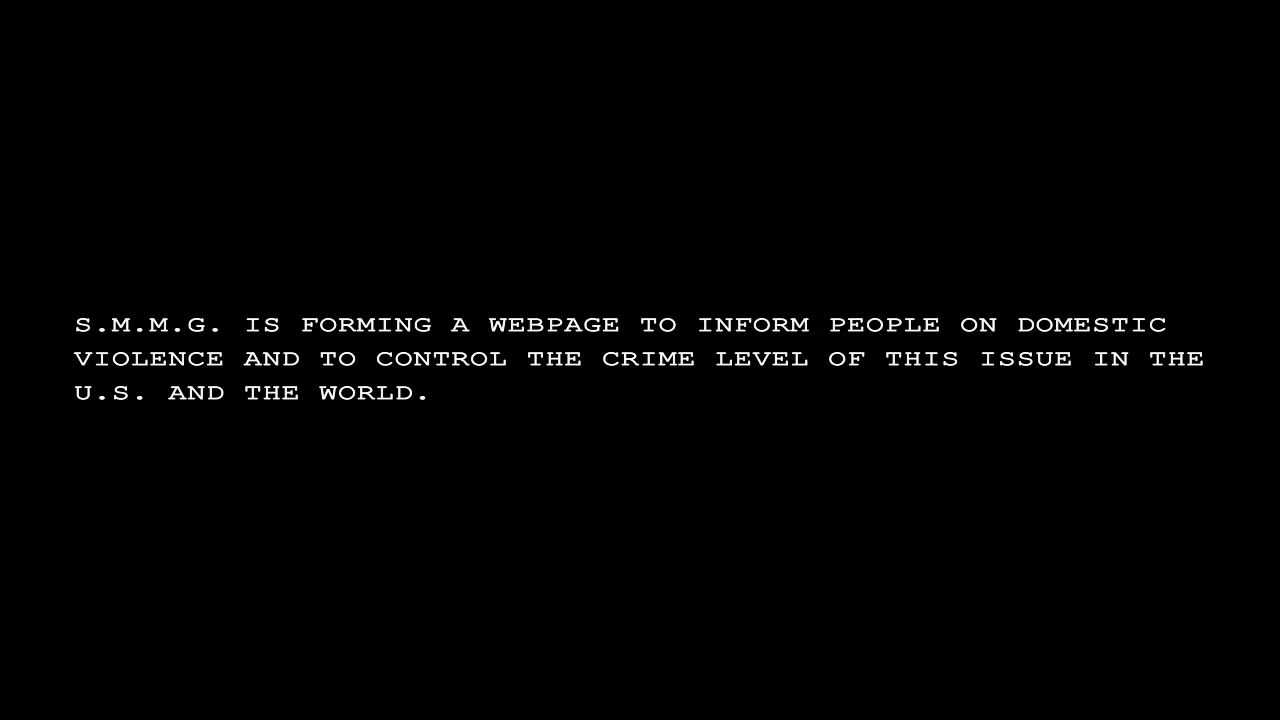 S.M.M.G. IS FORMING A WEBPAGE TO INFORM PEOPLE ON DOMESTIC
VIOLENCE AND TO CONTROL THE CRIME LEVEL OF THIS ISSUE IN THE
U.S. AND THE WORLD.